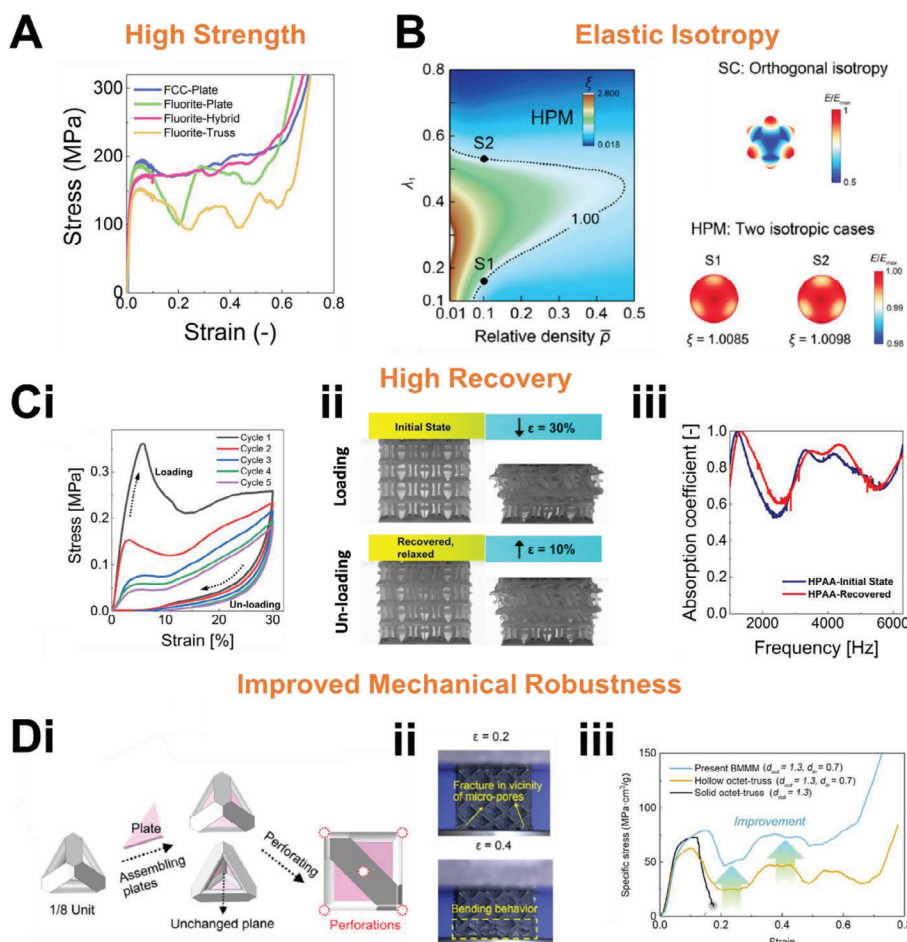 A
High Strength
300
200
100
0
Stress (MPa)
FCC-Plate
Fluorite-Plate
Fluorite-Hybrid
Fluorite-Truss
0.0 0.2 0.4 0.6 0.8
Strain (-)
B
Elastic Isotropy
0.8
0.6
0.4
0.2
0.1
λ₁
HPM
ξ
2.800
0.018
S2
1.00
S1
0.01 0.1 0.2 0.3 0.4 0.5
Relative density ρ̄
SC: Orthogonal isotropy
E/Emax
1
0.5
HPM: Two isotropic cases
S1
S2
ξ = 1.0085
ξ = 1.0098
E/Emax
1.00
0.98
High Recovery
Ci
0.3
0.2
0.1
0.0
Stress [MPa]
Cycle 1
Cycle 2
Cycle 3
Cycle 4
Cycle 5
Loading
Un-loading
0 10 20 30
Strain [%]
ii
Loading
Initial State
↓ ε = 30%
Un-loading
Recovered,
relaxed
↑ ε = 10%
iii
1.0
0.8
0.6
0.4
0.2
0.0
Absorption coefficient [-]
HPAA-Initial State
HPAA-Recovered
2000 4000 6000
Frequency [Hz]
Improved Mechanical Robustness
Di
1/8 Unit
Plate
Assembling
plates
Unchanged plane
Perforating
Perforations
ii
ε = 0.2
Fracture in vicinity
of micro-pores
ε = 0.4
Bending behavior
iii
150
100
50
0
Specific stress (MPa·cm³/g)
Present BMMM (dout = 1.3, din = 0.7)
Hollow octet-truss (dout = 1.3, din = 0.7)
Solid octet-truss (dout = 1.3)
Improvement
0.0 0.2 0.4 0.6 0.8
Strain